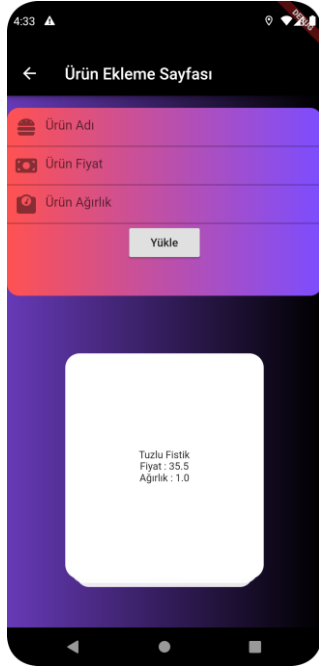 4:33
DEBUG
Ürün Ekleme Sayfası
Ürün Adı
Ürün Fiyat
Ürün Ağırlık
Yükle
Tuzlu Fistik
Fiyat : 35.5
Ağırlık : 1.0